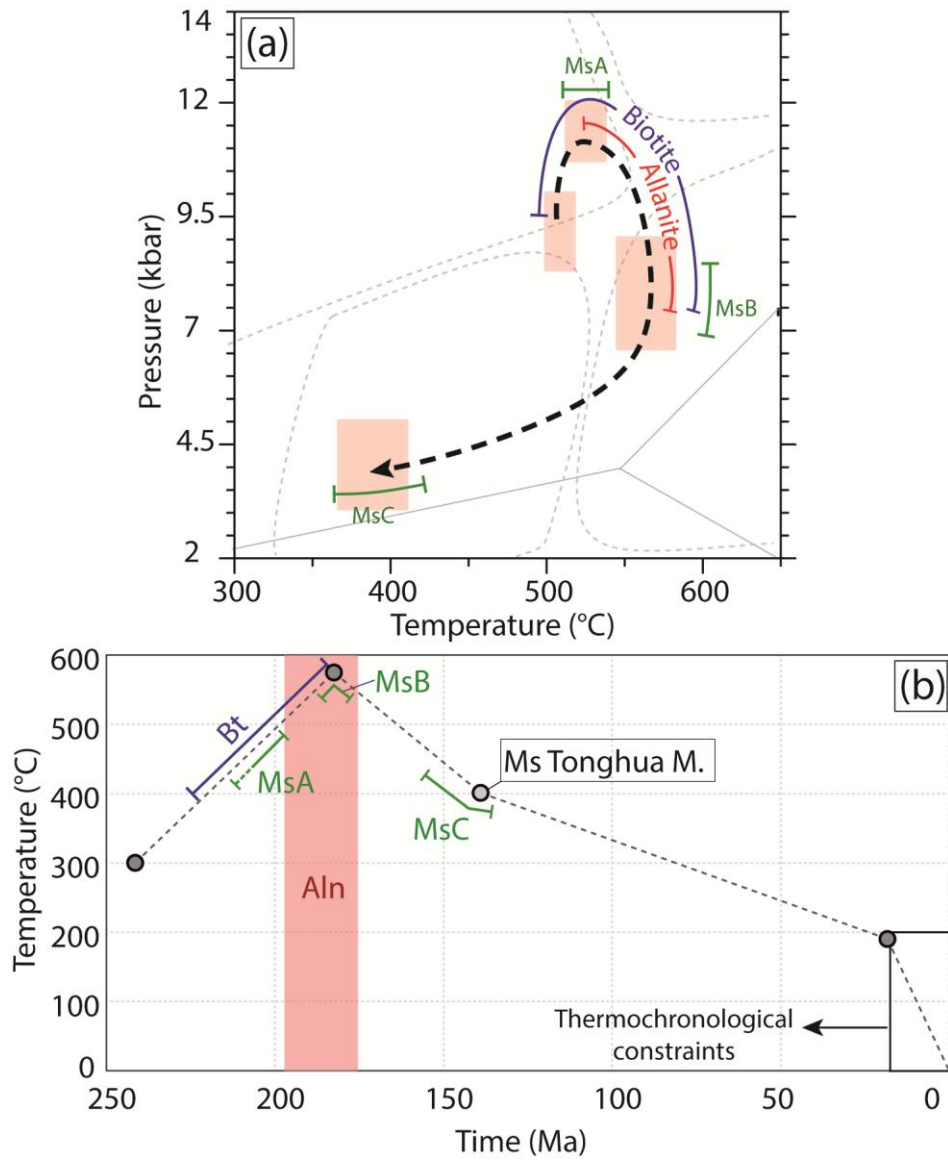 (a)
14
12
9.5
7
4.5
2
Pressure (kbar)
MsA
Biotite
Allanite
MsB
MsC
300
400
500
600
Temperature (°C)
(b)
600
500
400
300
200
100
0
Temperature (°C)
Bt
MsA
MsB
Aln
Ms Tonghua M.
MsC
Thermochronological
constraints
250
200
150
100
50
0
Time (Ma)